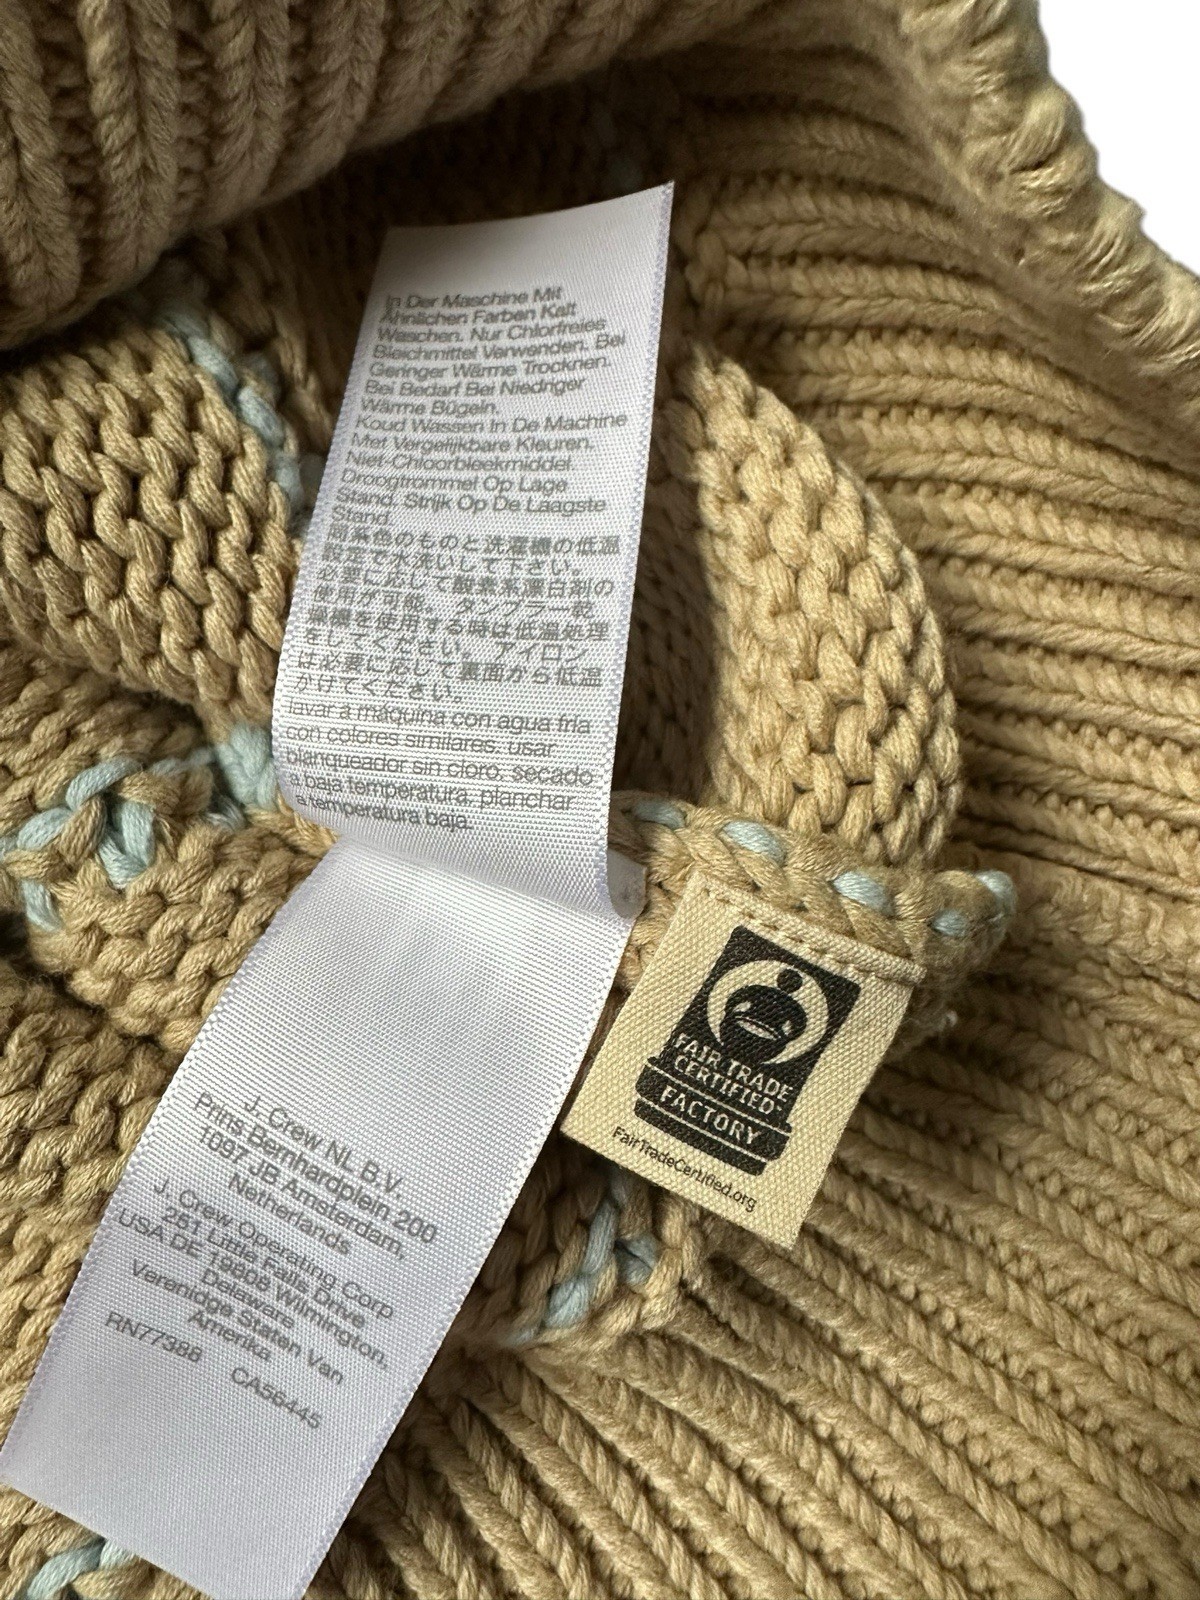 In Der Maschine Mit
Ähnlichen Farben Kalt
Waschen. Nur Chlorfreies
Bleichmittel Verwenden. Bei
Geringer Wärme Trocknen.
Bei Bedarf Bei Niedriger
Wärme Bügeln.
Koud Wassen In De Machine
Met Vergelijkbare Kleuren.
Niet-Chloorbleekmiddel.
Droogtrommel Op Lage
Stand. Strijk Op De Laagste
Stand.
同系色のものと洗濯機の低温
設定で水洗いして下さい。
必要に応じて酸素系漂白剤の
使用が可能。 タンブラー乾
燥機を使用する時は低温処理
をしてください。 アイロン
は必要に応じて裏面から低温
かけてください。
lavar a máquina con agua fría
con colores similares. usar
blanqueador sin cloro. secado
a baja temperatura. planchar
a temperatura baja.
J. Crew NL B.V.
Prins Bernhardplein 200
1097 JB Amsterdam,
Netherlands
J. Crew Operating Corp
251 Little Falls Drive
USA DE 19808 Wilmington,
Delaware
Verenidge Staten Van
Amerika
RN77388 CA56445
FAIR TRADE
CERTIFIED™
FACTORY
FairTradeCertified.org